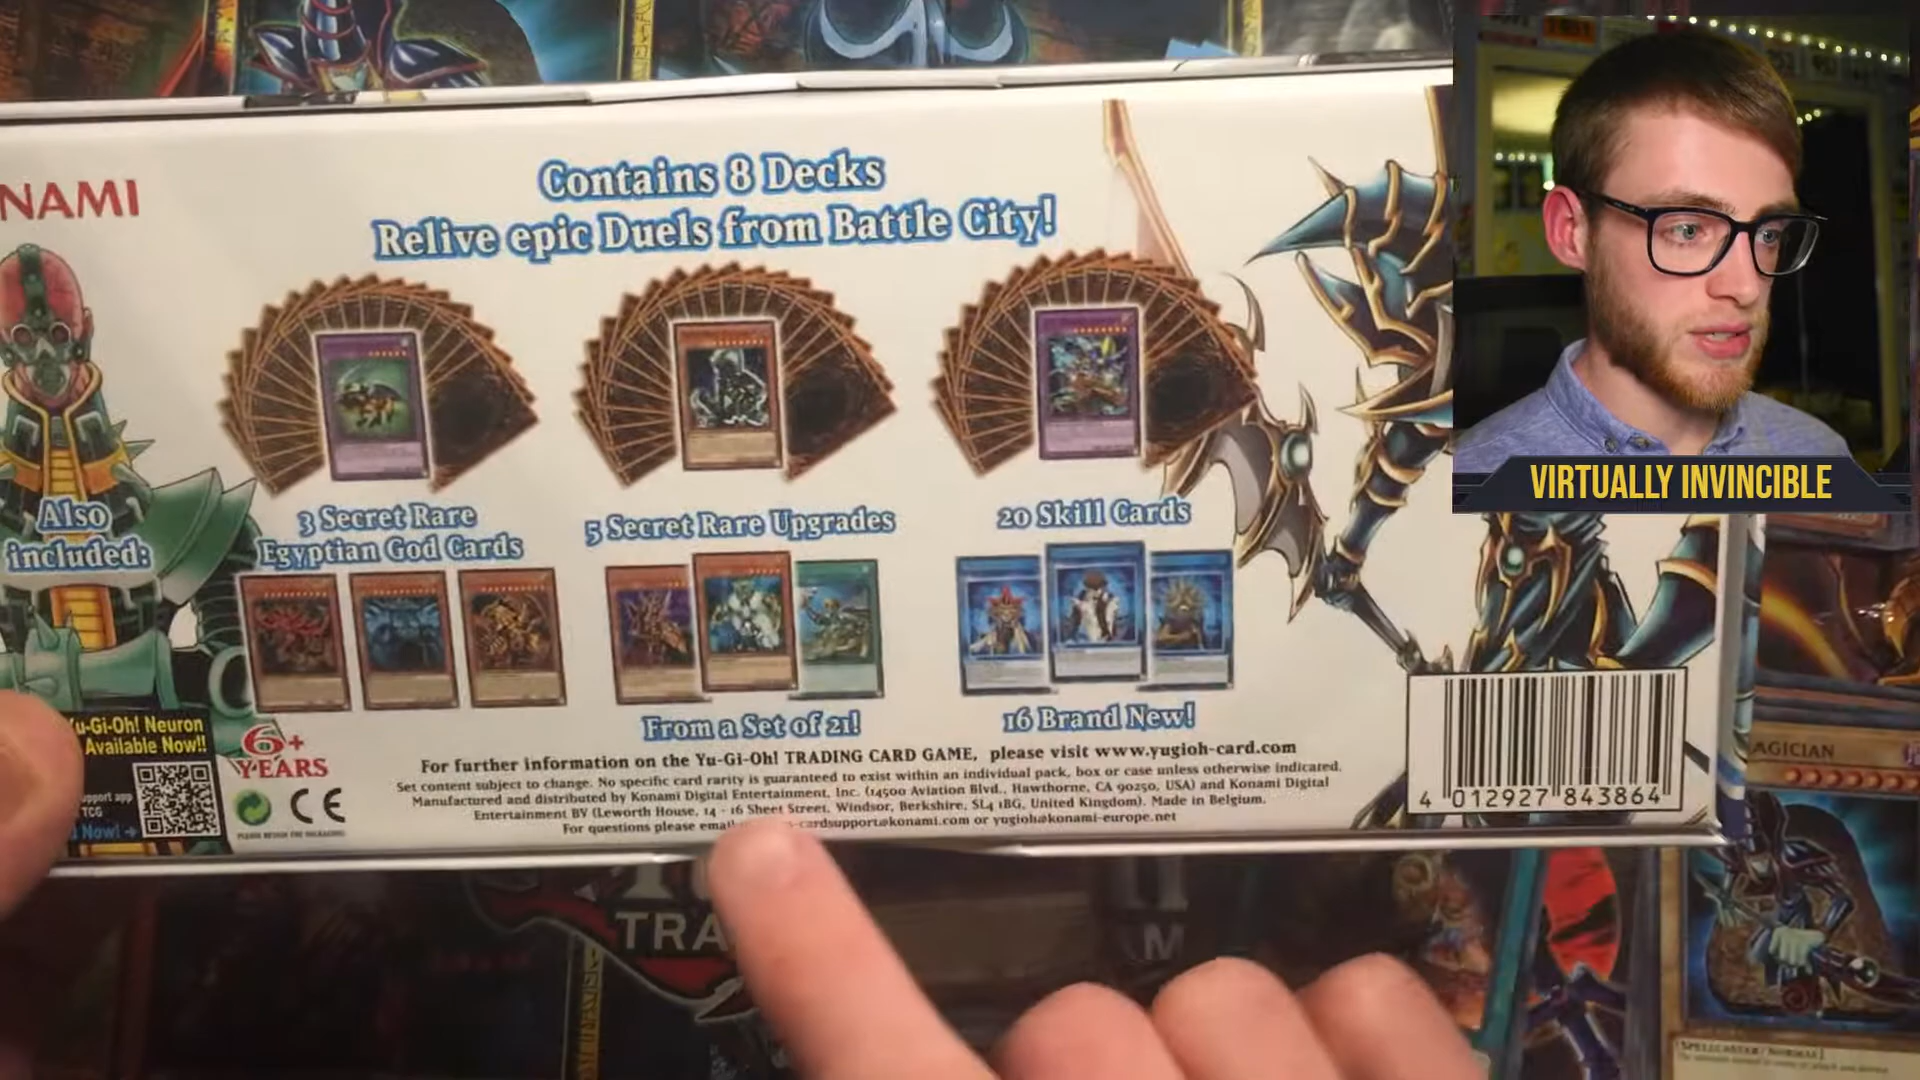 NAMI
Contains 8 Decks
Relive epic Duels from Battle City!
Also
included:
3 Secret Rare
Egyptian God Cards
5 Secret Rare Upgrades
20 Skill Cards
From a Set of 21!
16 Brand New!
u-Gi-Oh! Neuron
Available Now!!
pport app
TCG
Now!
6+
YEARS
CE
For further information on the Yu-Gi-Oh! TRADING CARD GAME, please visit www.yugioh-card.com
Set content subject to change. No specific card rarity is guaranteed to exist within an individual pack, box or case unless otherwise indicated.
Manufactured and distributed by Konami Digital Entertainment, Inc. (14500 Aviation Blvd., Hawthorne, CA 90250, USA) and Konami Digital
Entertainment BV (Leworth House, 14 - 16 Sheet Street, Windsor, Berkshire, SL4 1BG, United Kingdom). Made in Belgium.
For questions please email -cardsupport@konami.com or yugioh@konami-europe.net
4 012927 843864
VIRTUALLY INVINCIBLE
TRA
M
AGICIAN
[SPELLCASTER/NORMAL]